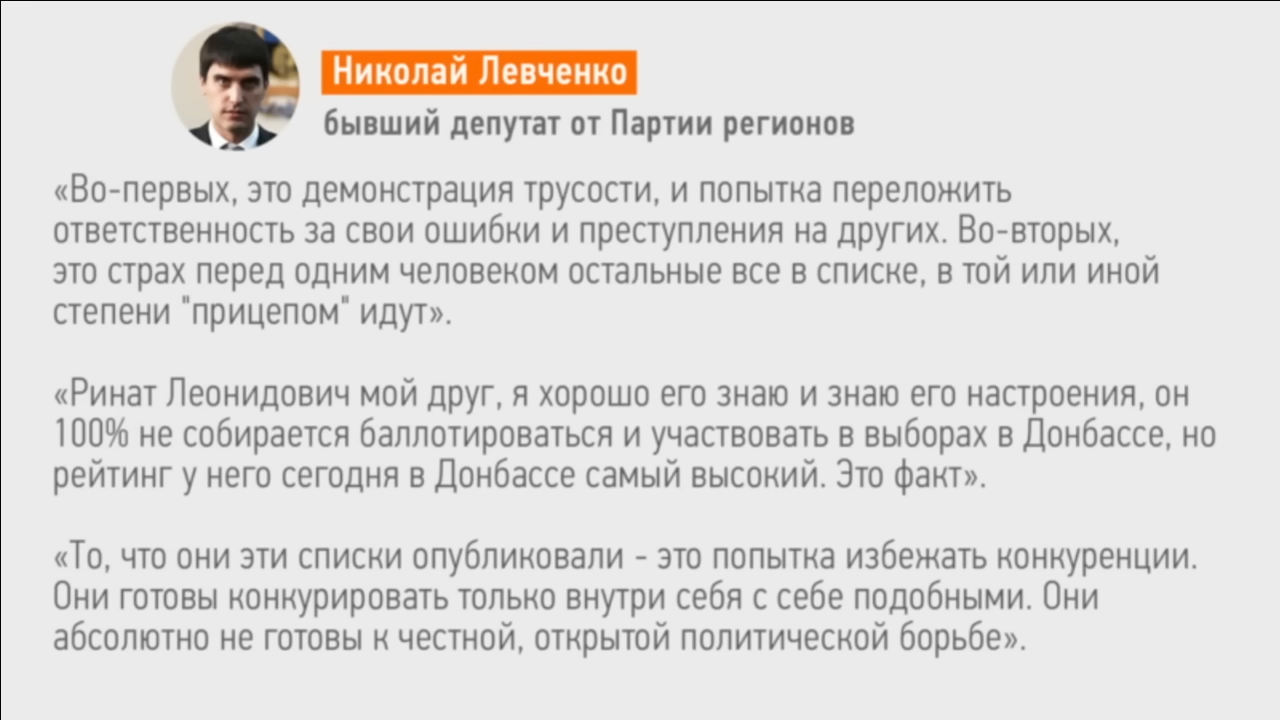 Николай Левченко
бывший депутат от Партии регионов
«Во-первых, это демонстрация трусости, и попытка переложить
ответственность за свои ошибки и преступления на других. Во-вторых,
это страх перед одним человеком остальные все в списке, в той или иной
степени "прицепом" идут».
«Ринат Леонидович мой друг, я хорошо его знаю и знаю его настроения, он
100% не собирается баллотироваться и участвовать в выборах в Донбассе, но
рейтинг у него сегодня в Донбассе самый высокий. Это факт».
«То, что они эти списки опубликовали - это попытка избежать конкуренции.
Они готовы конкурировать только внутри себя с себе подобными. Они
абсолютно не готовы к честной, открытой политической борьбе».